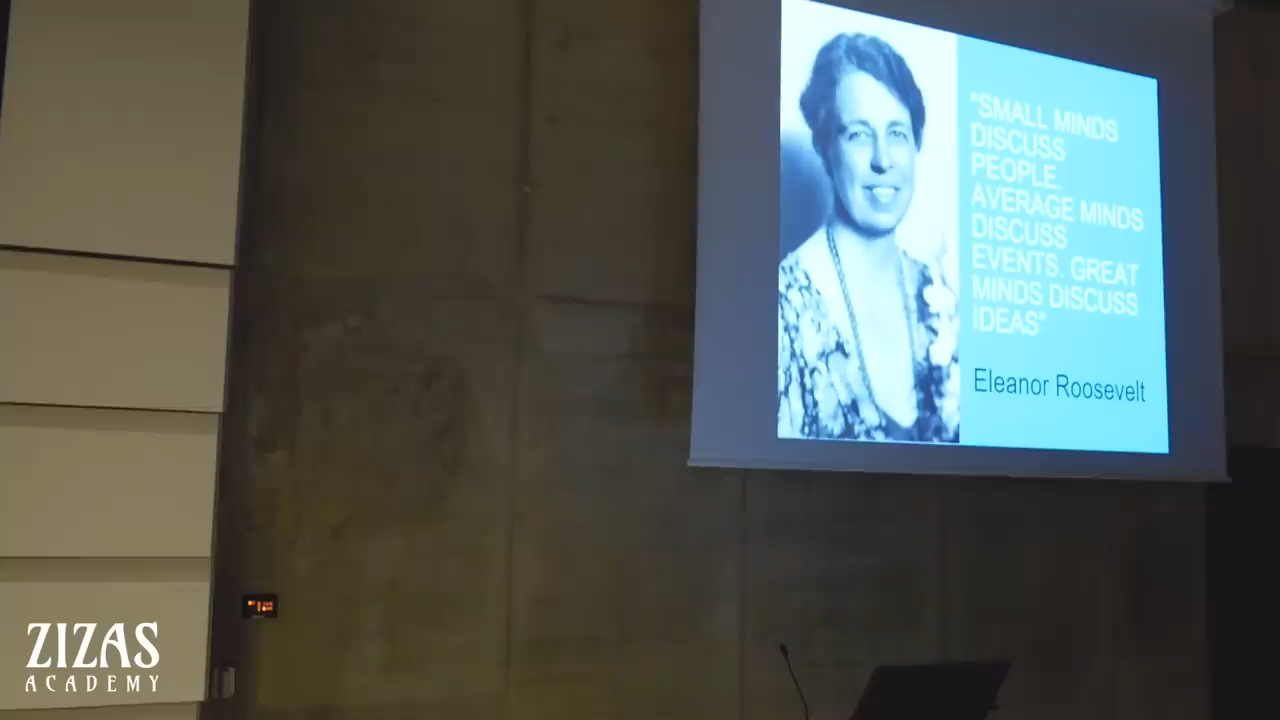 "SMALL MINDS
DISCUSS
PEOPLE.
AVERAGE MINDS
DISCUSS
EVENTS. GREAT
MINDS DISCUSS
IDEAS"
Eleanor Roosevelt
ZIZAS
ACADEMY